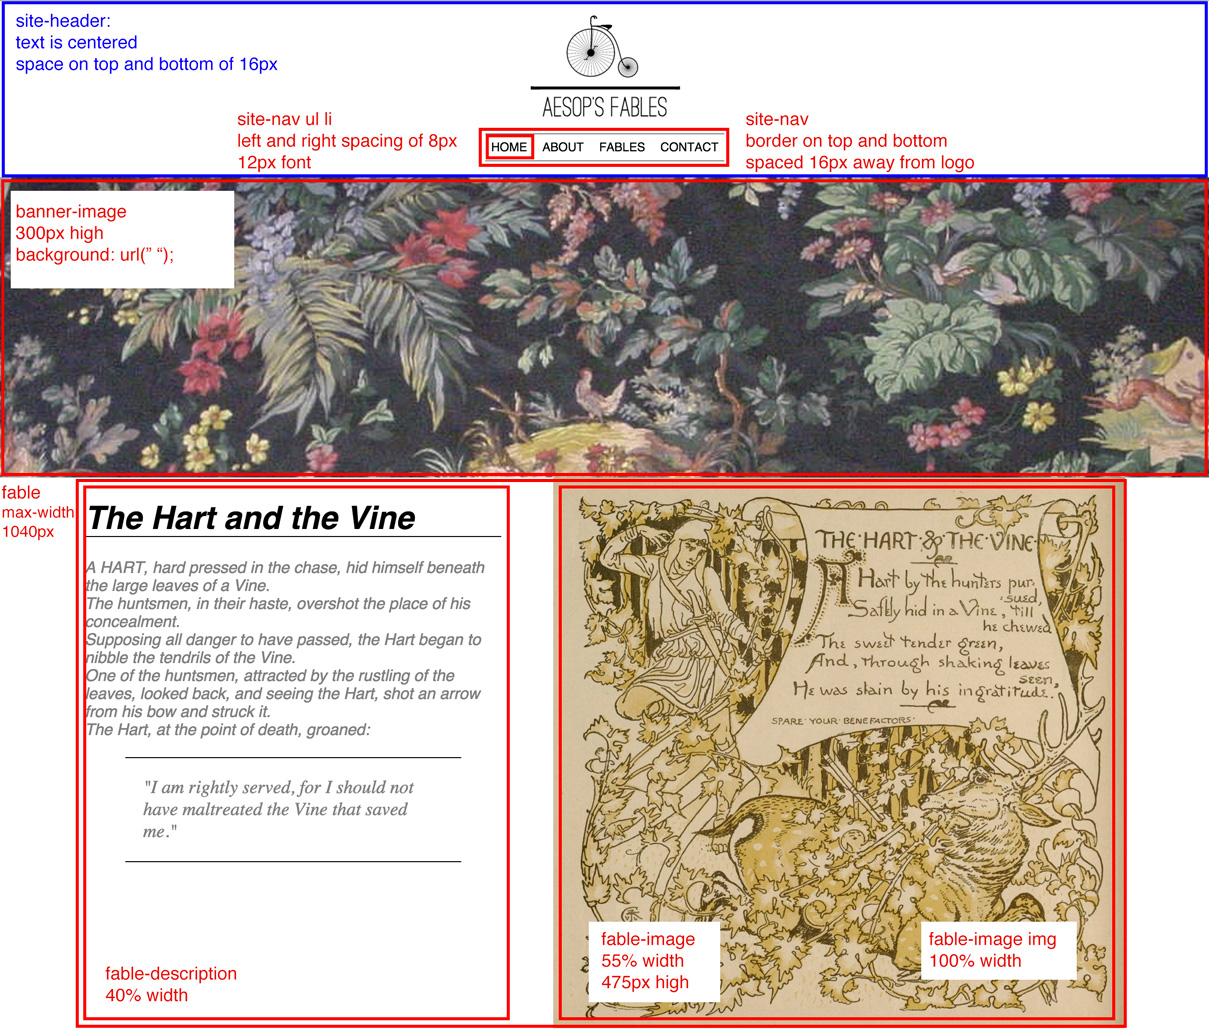 site-header:
text is centered
space on top and bottom of 16px
AESOP'S FABLES
site-nav ul li
left and right spacing of 8px
12px font
HOME ABOUT FABLES CONTACT
site-nav
border on top and bottom
spaced 16px away from logo
banner-image
300px high
background: url(” “);
fable
max-width
1040px
The Hart and the Vine
A HART, hard pressed in the chase, hid himself beneath
the large leaves of a Vine.
The huntsmen, in their haste, overshot the place of his
concealment.
Supposing all danger to have passed, the Hart began to
nibble the tendrils of the Vine.
One of the huntsmen, attracted by the rustling of the
leaves, looked back, and seeing the Hart, shot an arrow
from his bow and struck it.
The Hart, at the point of death, groaned:
"I am rightly served, for I should not
have maltreated the Vine that saved
me."
fable-description
40% width
THE·HART·&·THE·VINE
A Hart by the hunters pur-
sued,
Safely hid in a Vine, 'till
he chewed
The sweet tender green,
And, through shaking leaves
seen,
He was slain by his ingratitude.
SPARE·YOUR·BENEFACTORS·
fable-image
55% width
475px high
fable-image img
100% width